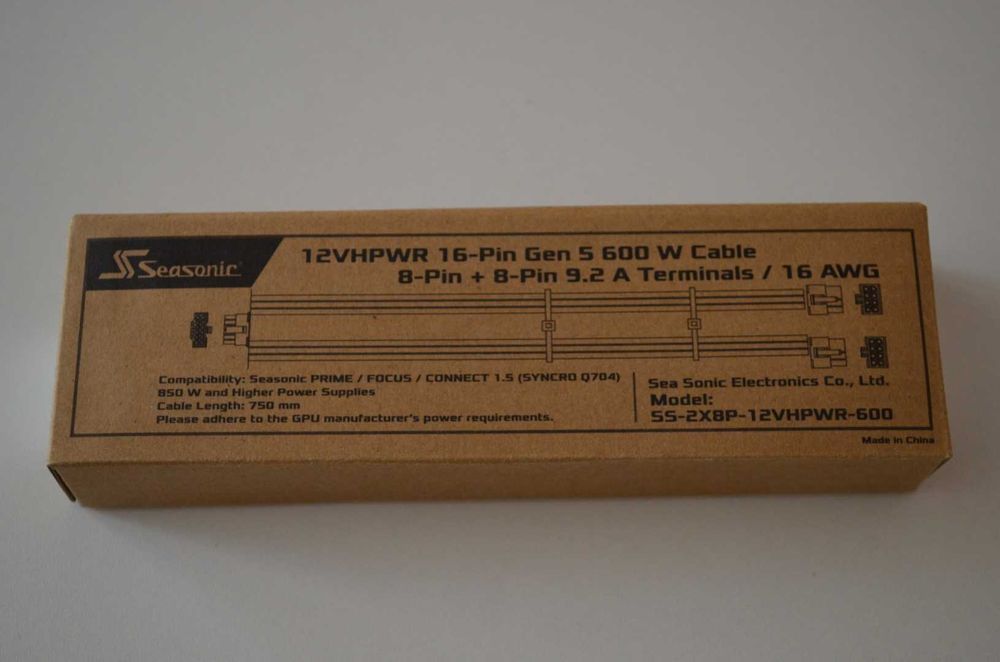 Seasonic
12VHPWR 16-Pin Gen 5 600 W Cable
8-Pin + 8-Pin 9.2 A Terminals / 16 AWG
Compatibility: Seasonic PRIME / FOCUS / CONNECT 1.5 (SYNCRO Q704)
850 W and Higher Power Supplies
Cable Length: 750 mm
Please adhere to the GPU manufacturer's power requirements.
Sea Sonic Electronics Co., Ltd.
Model:
SS-2X8P-12VHPWR-600
Made in China